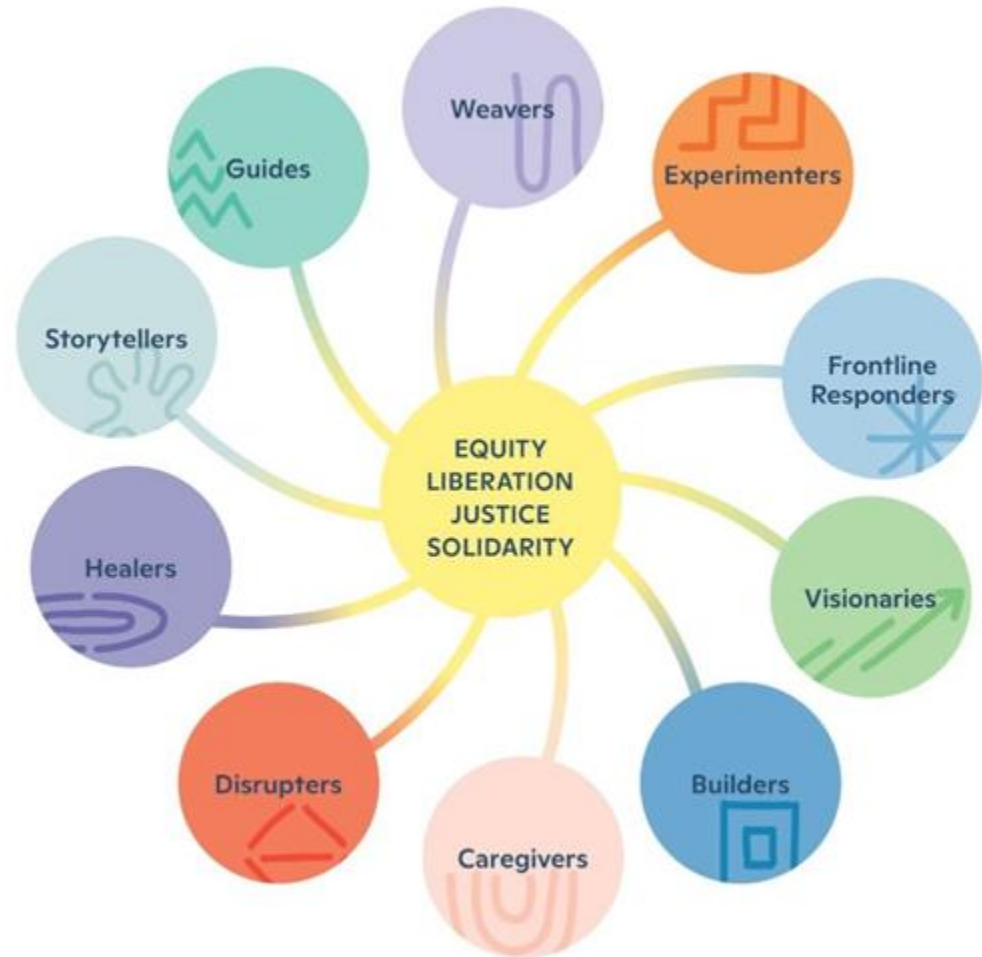 Weavers
Experimenters
Frontline
Responders
Visionaries
Builders
Caregivers
Disrupters
Healers
Storytellers
Guides
EQUITY
LIBERATION
JUSTICE
SOLIDARITY